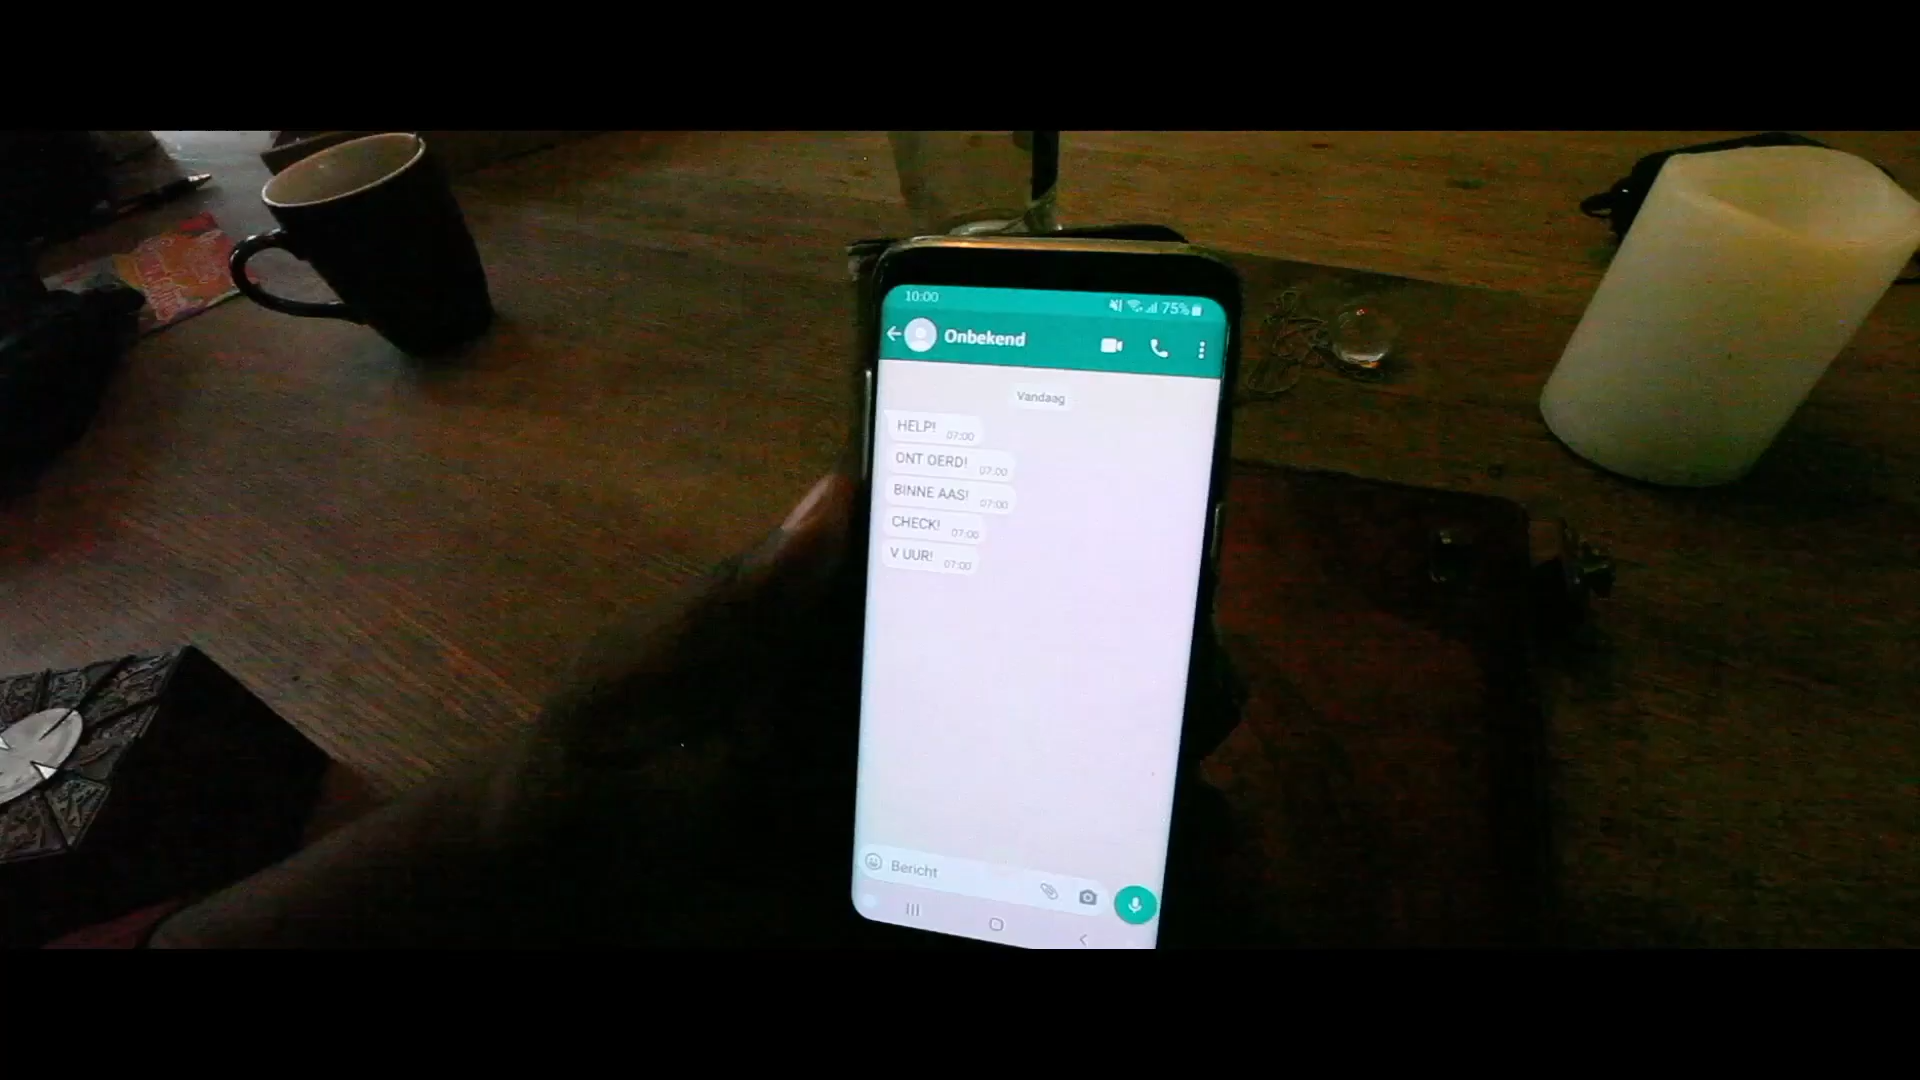 10:00 75%
Onbekend
Vandaag
HELP! 07:00
ONT OERD! 07:00
BINNE AAS! 07:00
CHECK! 07:00
V UUR! 07:00
Bericht